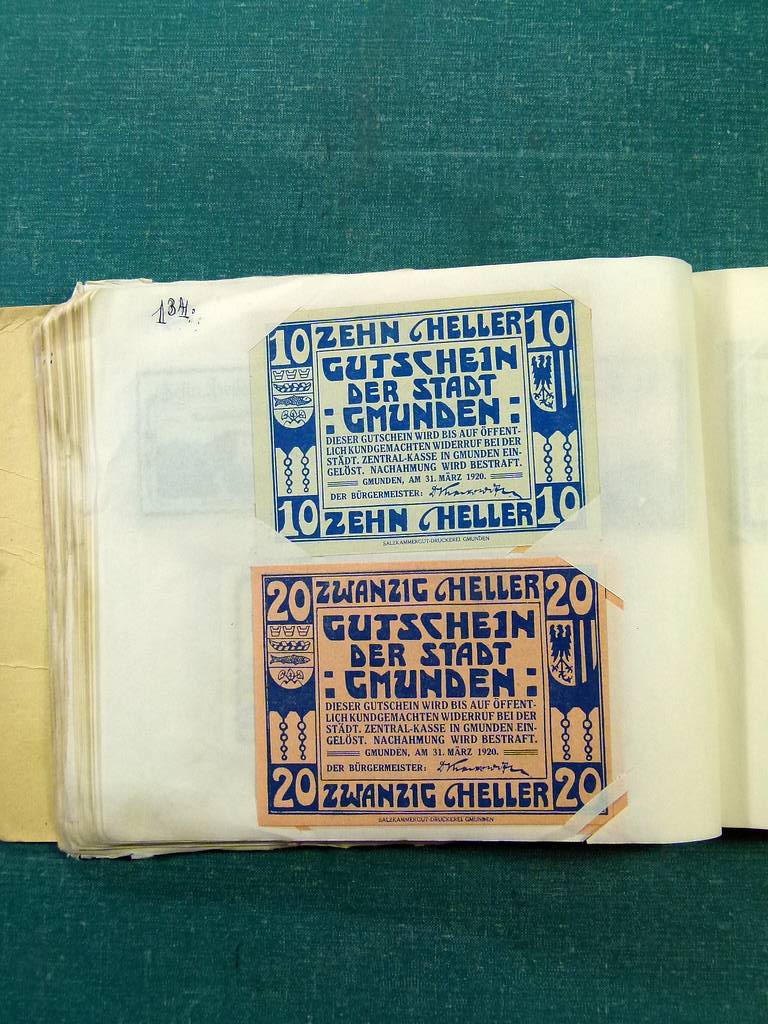 134.
10 ZEHN HELLER 10
GUTSCHEIN
DER STADT
: GMUNDEN :
DIESER GUTSCHEIN WIRD BIS AUF ÖFFENT-
LICH KUNDGEMACHTEN WIDERRUF BEI DER
STÄDT. ZENTRAL-KASSE IN GMUNDEN EIN-
GELÖST. NACHAHMUNG WIRD BESTRAFT.
GMUNDEN, AM 31. MÄRZ 1920.
DER BÜRGERMEISTER:
10 ZEHN HELLER 10
SALZKAMMERGUT-DRUCKEREI GMUNDEN
20 ZWANZIG HELLER 20
GUTSCHEIN
DER STADT
: GMUNDEN :
DIESER GUTSCHEIN WIRD BIS AUF ÖFFENT-
LICH KUNDGEMACHTEN WIDERRUF BEI DER
STÄDT. ZENTRAL-KASSE IN GMUNDEN EIN-
GELÖST. NACHAHMUNG WIRD BESTRAFT.
GMUNDEN, AM 31. MÄRZ 1920.
DER BÜRGERMEISTER:
20 ZWANZIG HELLER 20
SALZKAMMERGUT-DRUCKEREI GMUNDEN